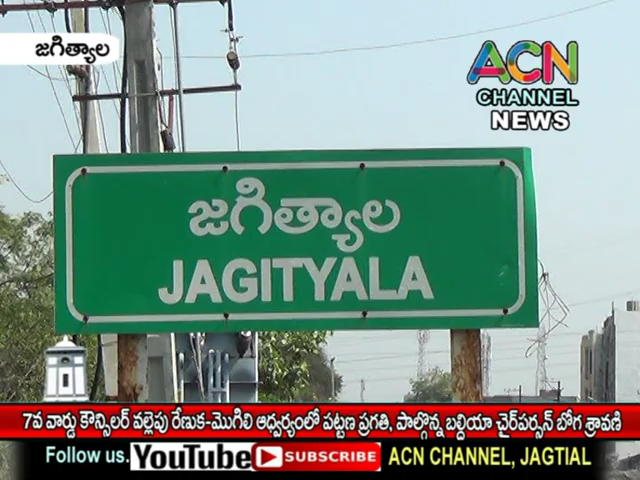 జగిత్యాల
ACN
CHANNEL
NEWS
జగిత్యాల
JAGITYALA
7వ వార్డు కౌన్సిలర్ వల్లెపు రేణుక-మొగిలి ఆధ్వర్యంలో పట్టణ ప్రగతి, పాల్గొన్న బల్దియా చైర్‌పర్సన్ బోగ శ్రావణి
Follow us. YouTube SUBSCRIBE ACN CHANNEL, JAGTIAL